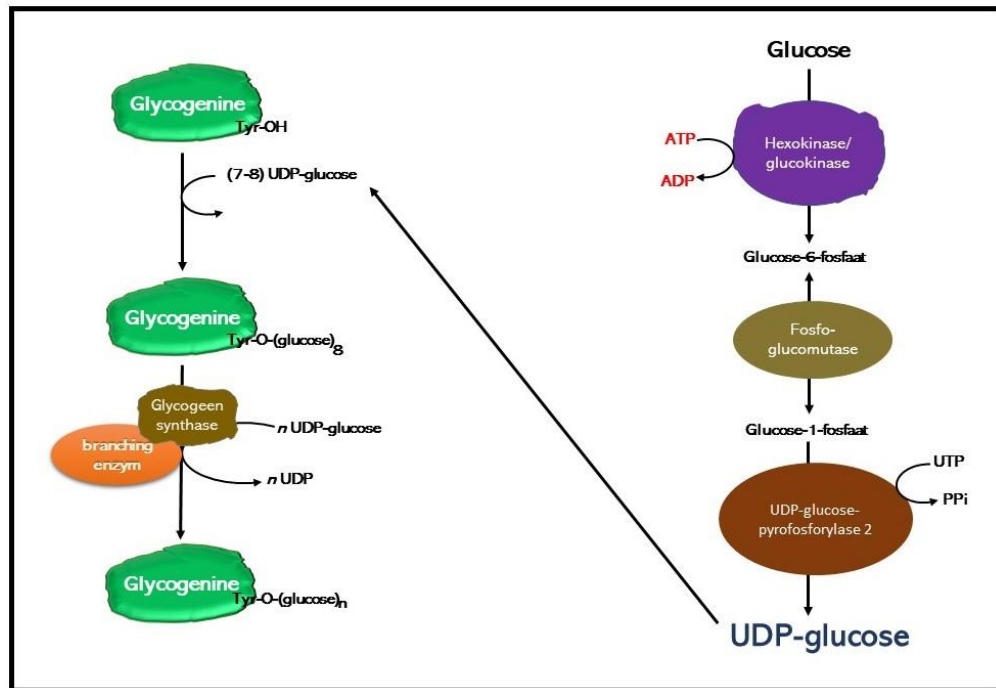 Glycogenine
Tyr-OH
(7-8) UDP-glucose
Glycogenine
Tyr-O-(glucose)8
Glycogeen
synthase
n UDP-glucose
branching
enzym
n UDP
Glycogenine
Tyr-O-(glucose)n
Glucose
ATP
Hexokinase/
glucokinase
ADP
Glucose-6-fosfaat
Fosfo-
glucomutase
Glucose-1-fosfaat
UTP
PPi
UDP-glucose-
pyrofosforylase 2
UDP-glucose